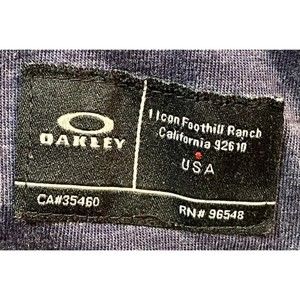 OAKLEY
1 Icon Foothill Ranch
California 92610
USA
CA#35460
RN# 96548